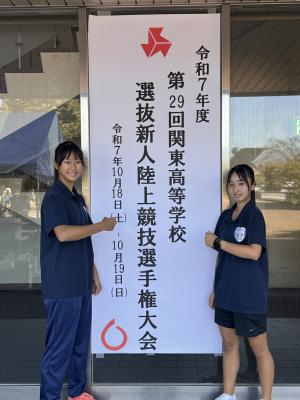 令和7年度
第29回関東高等学校
選抜新人陸上競技選手権大会
令和7年10月18日(土)．10月19日(日)